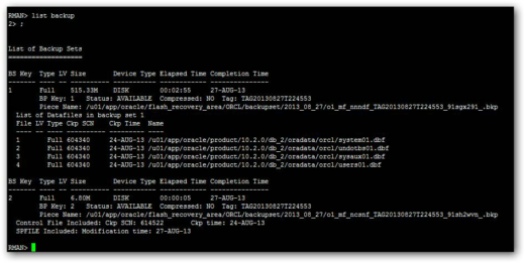 RMAN> list backup
2> ;
List of Backup Sets
===================
BS Key  Type LV Size       Device Type Elapsed Time Completion Time
------- ---- -- ---------- ----------- ------------ ---------------
1       Full    515.33M    DISK        00:02:55     27-AUG-13
BP Key: 1   Status: AVAILABLE  Compressed: NO  Tag: TAG20130827T224553
Piece Name: /u01/app/oracle/flash_recovery_area/ORCL/backupset/2013_08_27/
List of Datafiles in backup set 1
File LV Type Ckp SCN    Ckp Time  Name
---- -- ---- ---------- --------- ----
1       Full 604340     24-AUG-13 /u01/app/oracle/product/10.2.0/db_2/oradata/orcl/system01.dbf
2       Full 604340     24-AUG-13 /u01/app/oracle/product/10.2.0/db_2/oradata/orcl/undotbs01.dbf
3       Full 604340     24-AUG-13 /u01/app/oracle/product/10.2.0/db_2/oradata/orcl/sysaux01.dbf
4       Full 604340     24-AUG-13 /u01/app/oracle/product/10.2.0/db_2/oradata/orcl/users01.dbf
BS Key  Type LV Size       Device Type Elapsed Time Completion Time
------- ---- -- ---------- ----------- ------------ ---------------
2       Full    6.80M      DISK        00:00:05     27-AUG-13
BP Key: 2   Status: AVAILABLE  Compressed: NO  Tag: TAG20130827T224553
Piece Name: /u01/app/oracle/flash_recovery_area/ORCL/backupset/2013_08_27/
Control File Included: Ckp SCN: 614522       Ckp time: 24-AUG-13
SPFILE Included: Modification time: 27-AUG-13
RMAN>